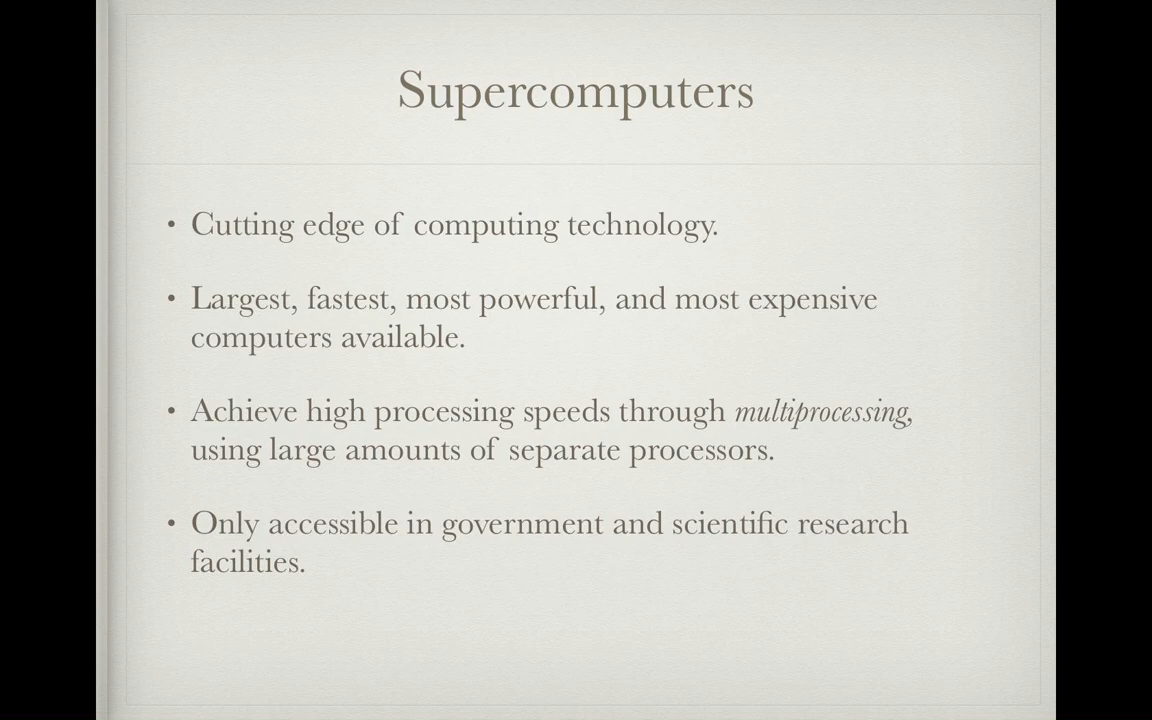 Supercomputers
• Cutting edge of computing technology.
• Largest, fastest, most powerful, and most expensive
computers available.
• Achieve high processing speeds through multiprocessing,
using large amounts of separate processors.
• Only accessible in government and scientific research
facilities.